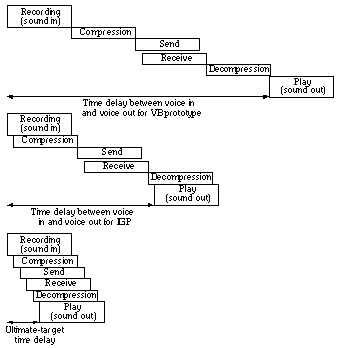 Recording
(sound in)
Compression
Send
Receive
Decompression
Play
(sound out)
Time delay between voice in
and voice out for VB prototype
Recording
(sound in)
Compression
Send
Receive
Decompression
Play
(sound out)
Time delay between voice
in and voice out for IGP
Recording
(sound in)
Compression
Send
Receive
Decompression
Play
(sound out)
Ultimate-target
time delay